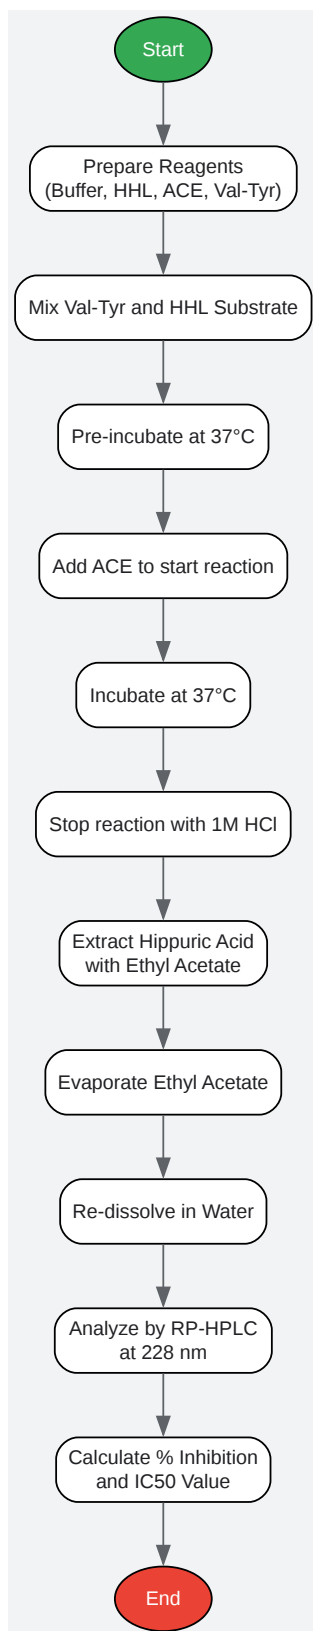 Start
Prepare Reagents
(Buffer, HHL, ACE, Val-Tyr)
Mix Val-Tyr and HHL Substrate
Pre-incubate at 37°C
Add ACE to start reaction
Incubate at 37°C
Stop reaction with 1M HCl
Extract Hippuric Acid
with Ethyl Acetate
Evaporate Ethyl Acetate
Re-dissolve in Water
Analyze by RP-HPLC
at 228 nm
Calculate % Inhibition
and IC50 Value
End